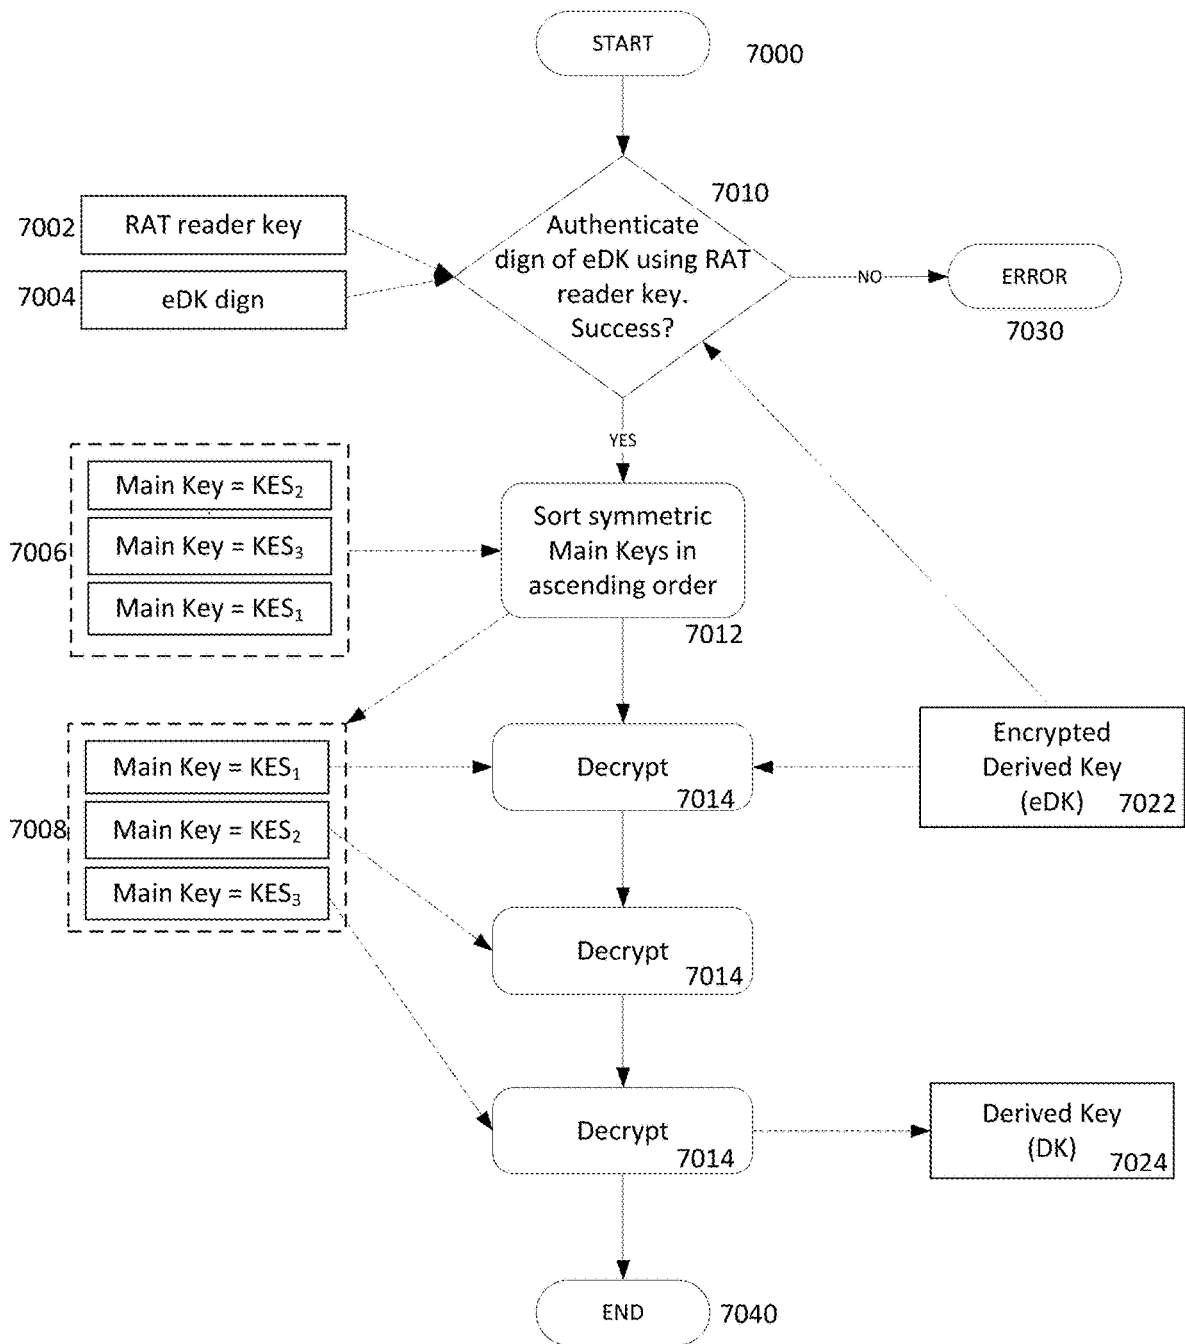 START
7000
7010
7002
RAT reader key
7004
eDK dign
Authenticate
dign of eDK using RAT
reader key.
Success?
NO
ERROR
7030
YES
7006
Main Key = KES₂
Main Key = KES₃
Main Key = KES₁
Sort symmetric
Main Keys in
ascending order
7012
7008
Main Key = KES₁
Main Key = KES₂
Main Key = KES₃
Decrypt
7014
Encrypted
Derived Key
(eDK)
7022
Decrypt
7014
Decrypt
7014
Derived Key
(DK)
7024
END
7040